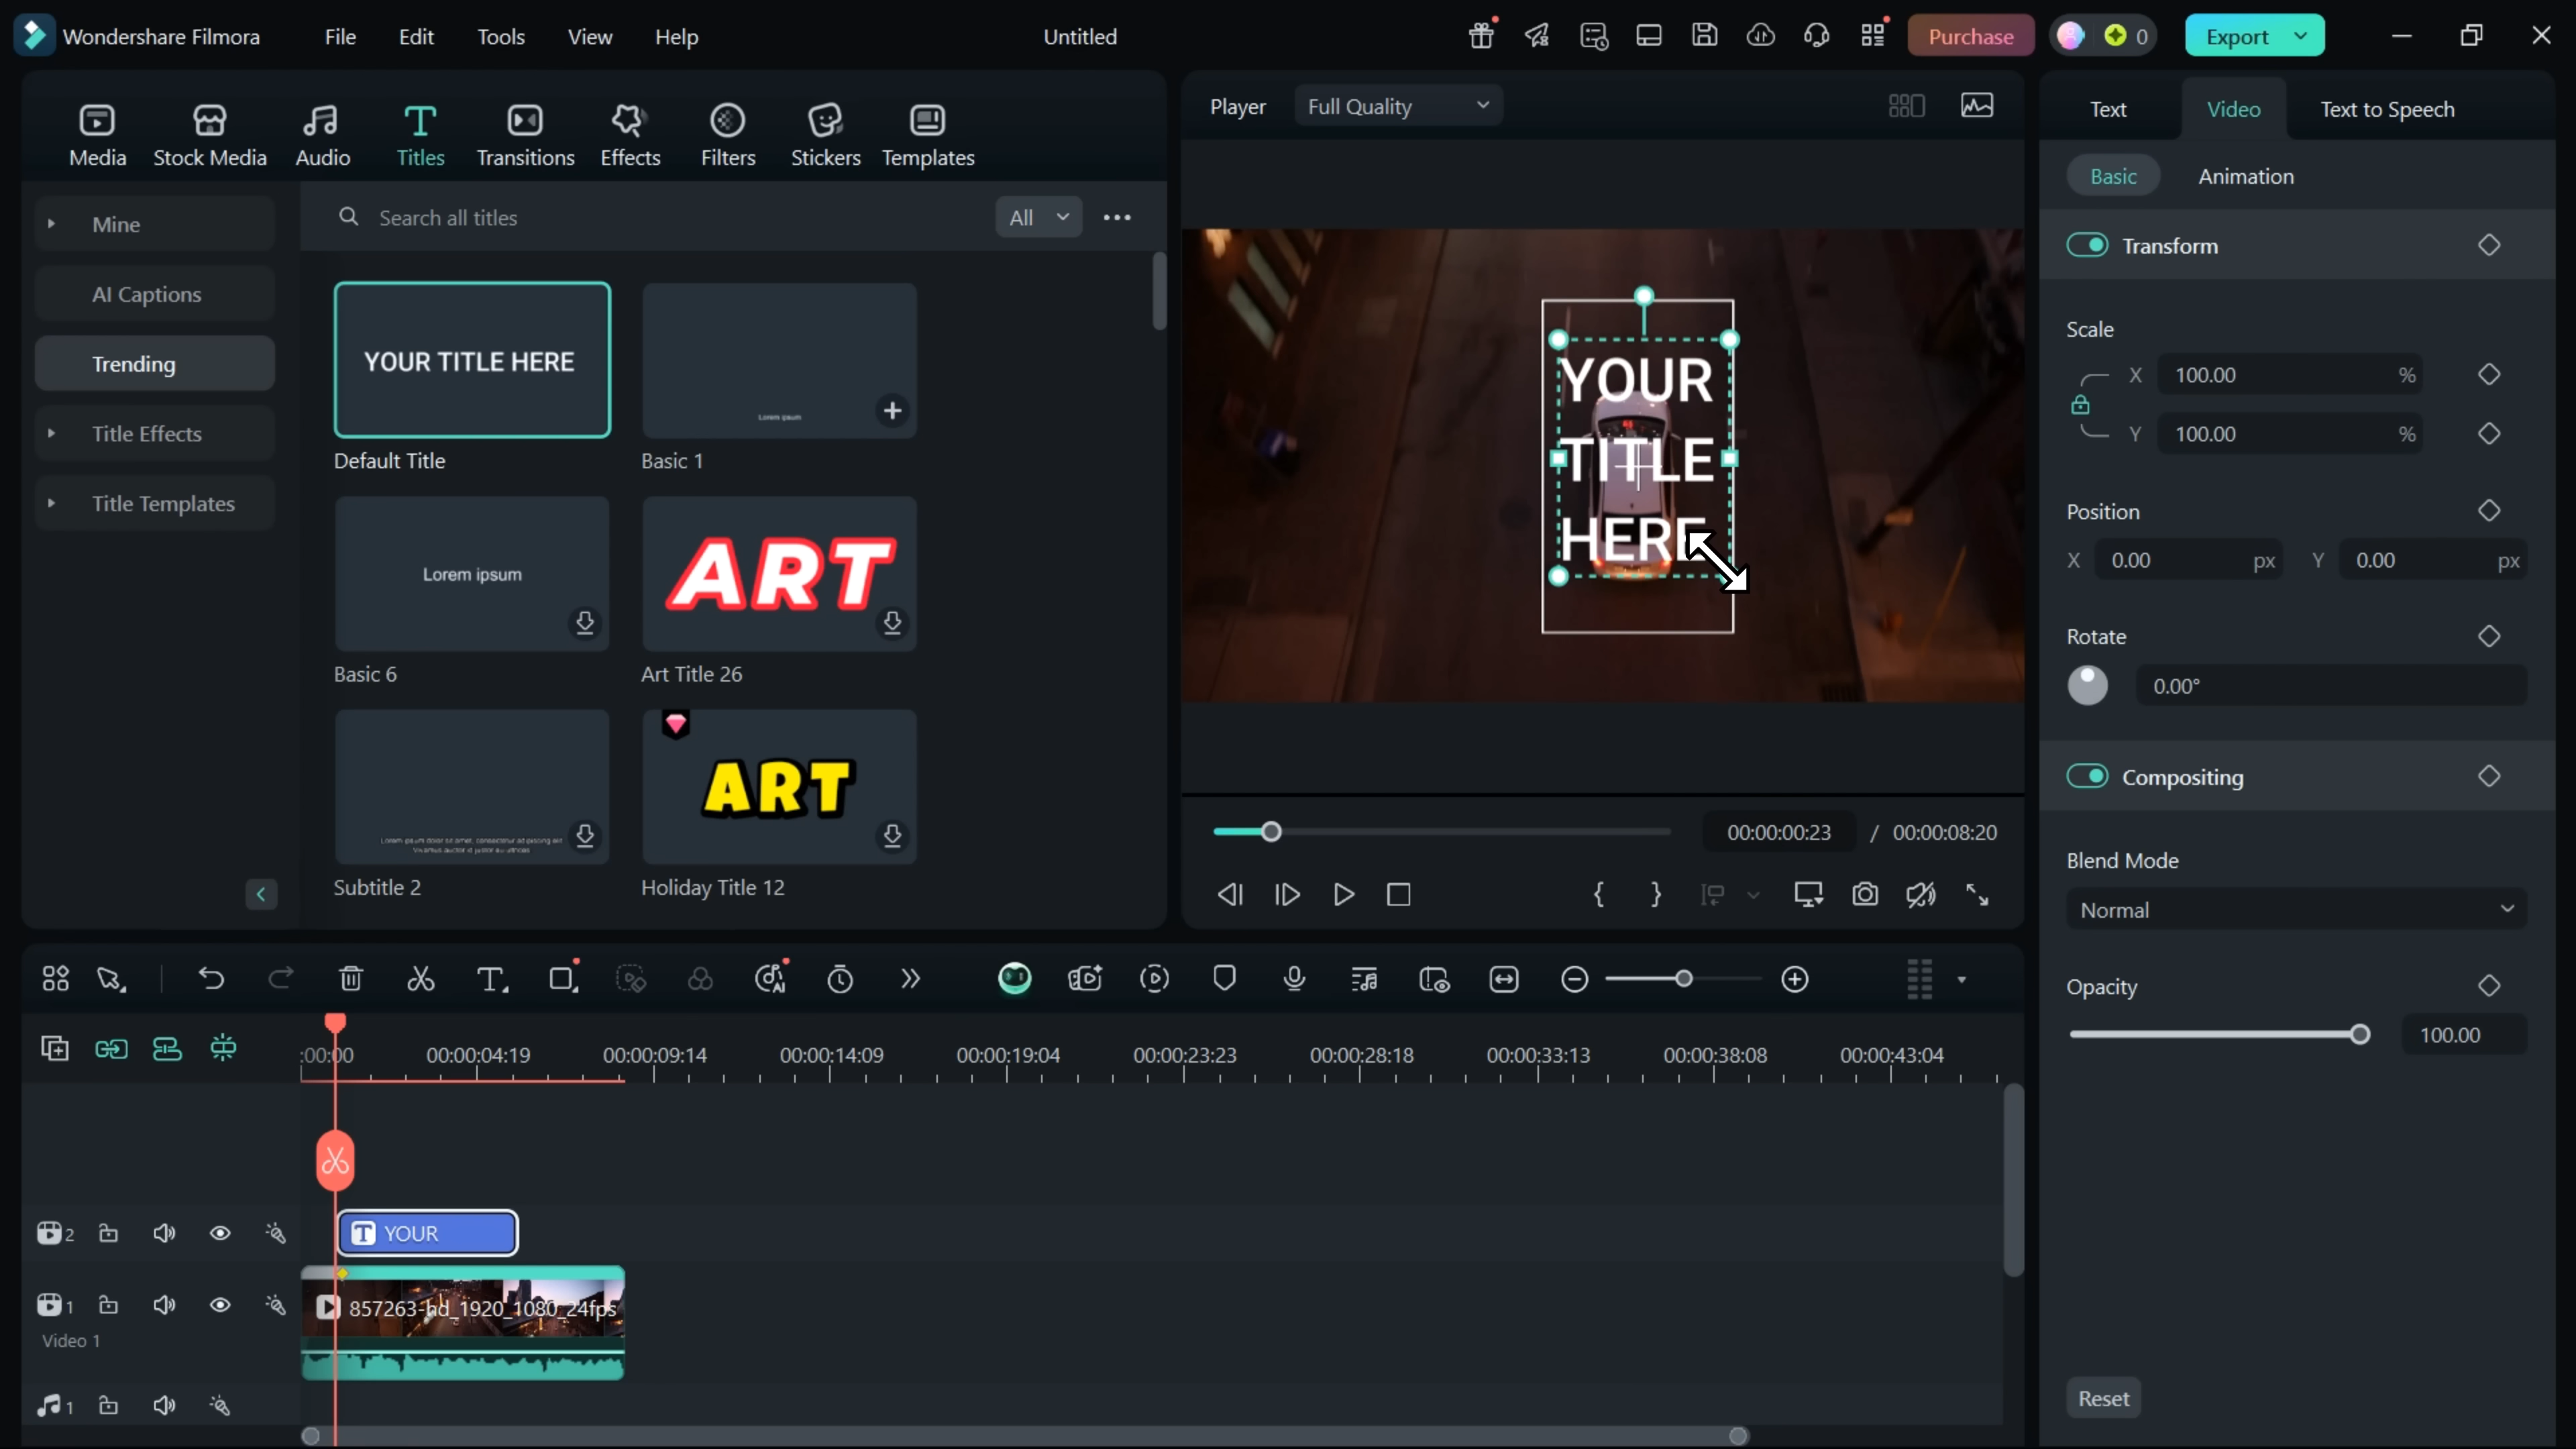 Wondershare Filmora
File
Edit
Tools
View
Help
Untitled
Purchase
0
Export
Media
Stock Media
Audio
Titles
Transitions
Effects
Filters
Stickers
Templates
Player
Full Quality
Text
Video
Text to Speech
Basic
Animation
Mine
AI Captions
Trending
Title Effects
Title Templates
Search all titles
All
YOUR TITLE HERE
Default Title
Lorem ipsum
Basic 1
Lorem ipsum
Basic 6
ART
Art Title 26
Subtitle 2
ART
Holiday Title 12
YOUR
TITLE
HERE
00:00:00:23 / 00:00:08:20
Transform
Scale
X 100.00 %
Y 100.00 %
Position
X 0.00 px Y 0.00 px
Rotate
0.00°
Compositing
Blend Mode
Normal
Opacity
100.00
Reset
AI
:00:00
00:00:04:19
00:00:09:14
00:00:14:09
00:00:19:04
00:00:23:23
00:00:28:18
00:00:33:13
00:00:38:08
00:00:43:04
2
T YOUR
1
857263-hd_1920_1080_24fps
Video 1
1